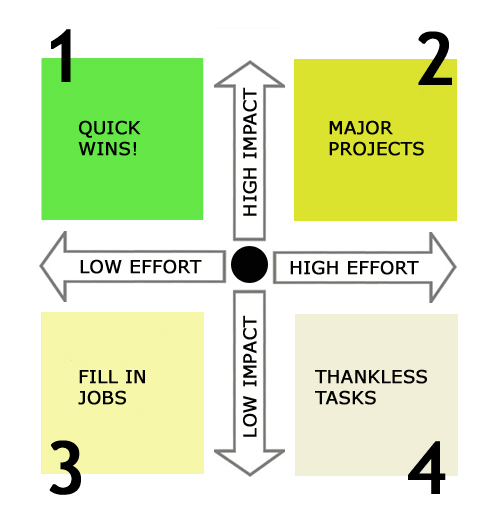 1
2
QUICK
WINS!
HIGH IMPACT
MAJOR
PROJECTS
LOW EFFORT
HIGH EFFORT
FILL IN
JOBS
LOW IMPACT
THANKLESS
TASKS
3
4